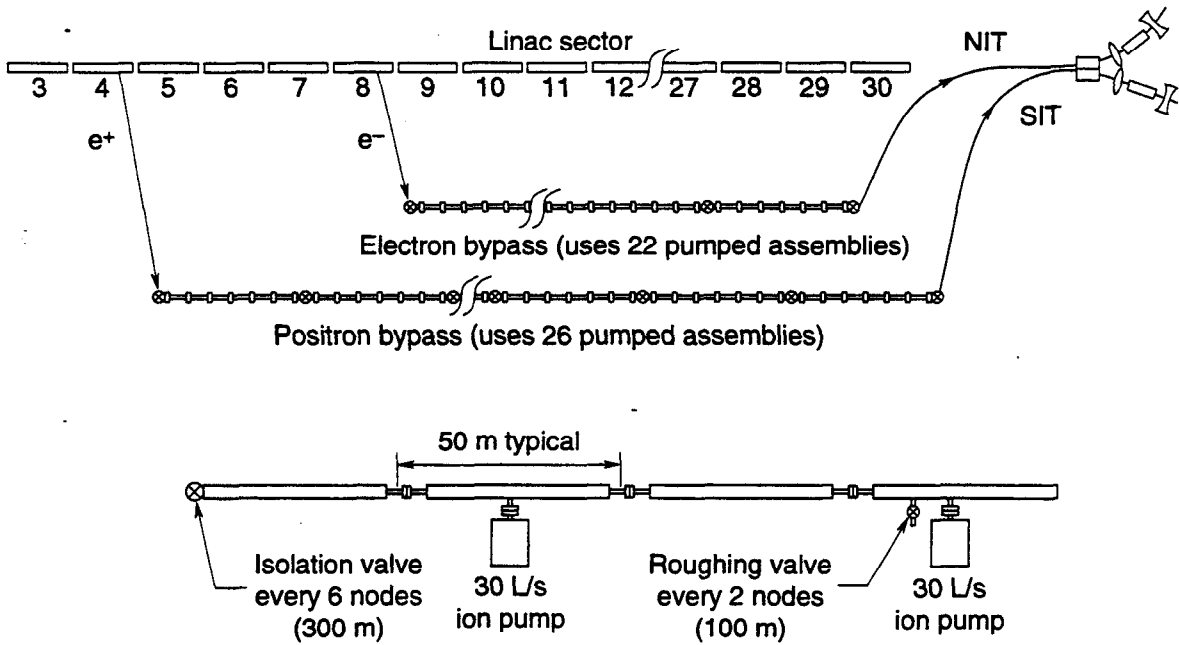 Linac sector
NIT
3 4 5 6 7 8 9 10 11 12 27 28 29 30
SIT
e+
e–
Electron bypass (uses 22 pumped assemblies)
Positron bypass (uses 26 pumped assemblies)
50 m typical
Isolation valve
every 6 nodes
(300 m)
30 L/s
ion pump
Roughing valve
every 2 nodes
(100 m)
30 L/s
ion pump